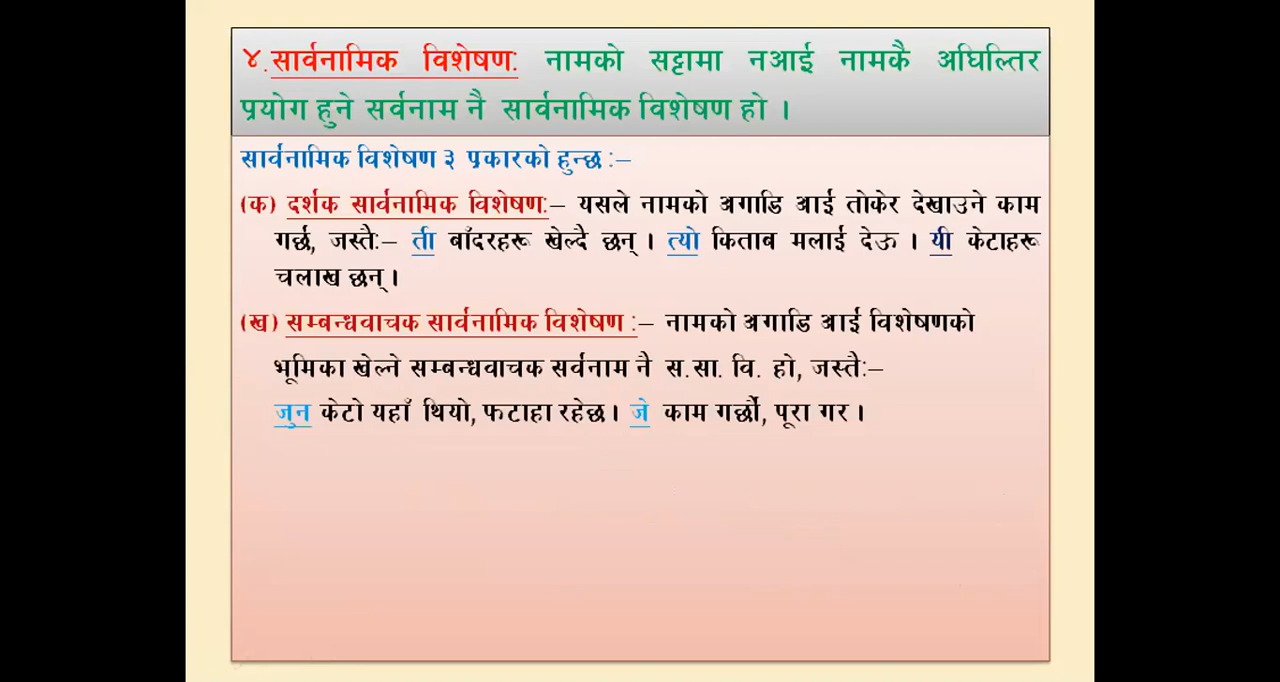 ४. सार्वनामिक विशेषण: नामको सट्टामा नआई नामकै अघिल्तिर
प्रयोग हुने सर्वनाम नै सार्वनामिक विशेषण हो ।
सार्वनामिक विशेषण ३ प्रकारको हुन्छ :–
(क) दर्शक सार्वनामिक विशेषण:– यसले नामको अगाडि आई तोकेर देखाउने काम
गर्छ, जस्तै:– ती बाँदरहरू खेल्दै छन् । त्यो किताब मलाई देऊ । यी केटाहरू
चलाख छन् ।
(ख) सम्बन्धवाचक सार्वनामिक विशेषण :– नामको अगाडि आई विशेषणको
भूमिका खेल्ने सम्बन्धवाचक सर्वनाम नै स.सा. वि. हो, जस्तै:–
जुन केटो यहाँ थियो, फटाहा रहेछ । जे काम गर्छौ, पूरा गर ।